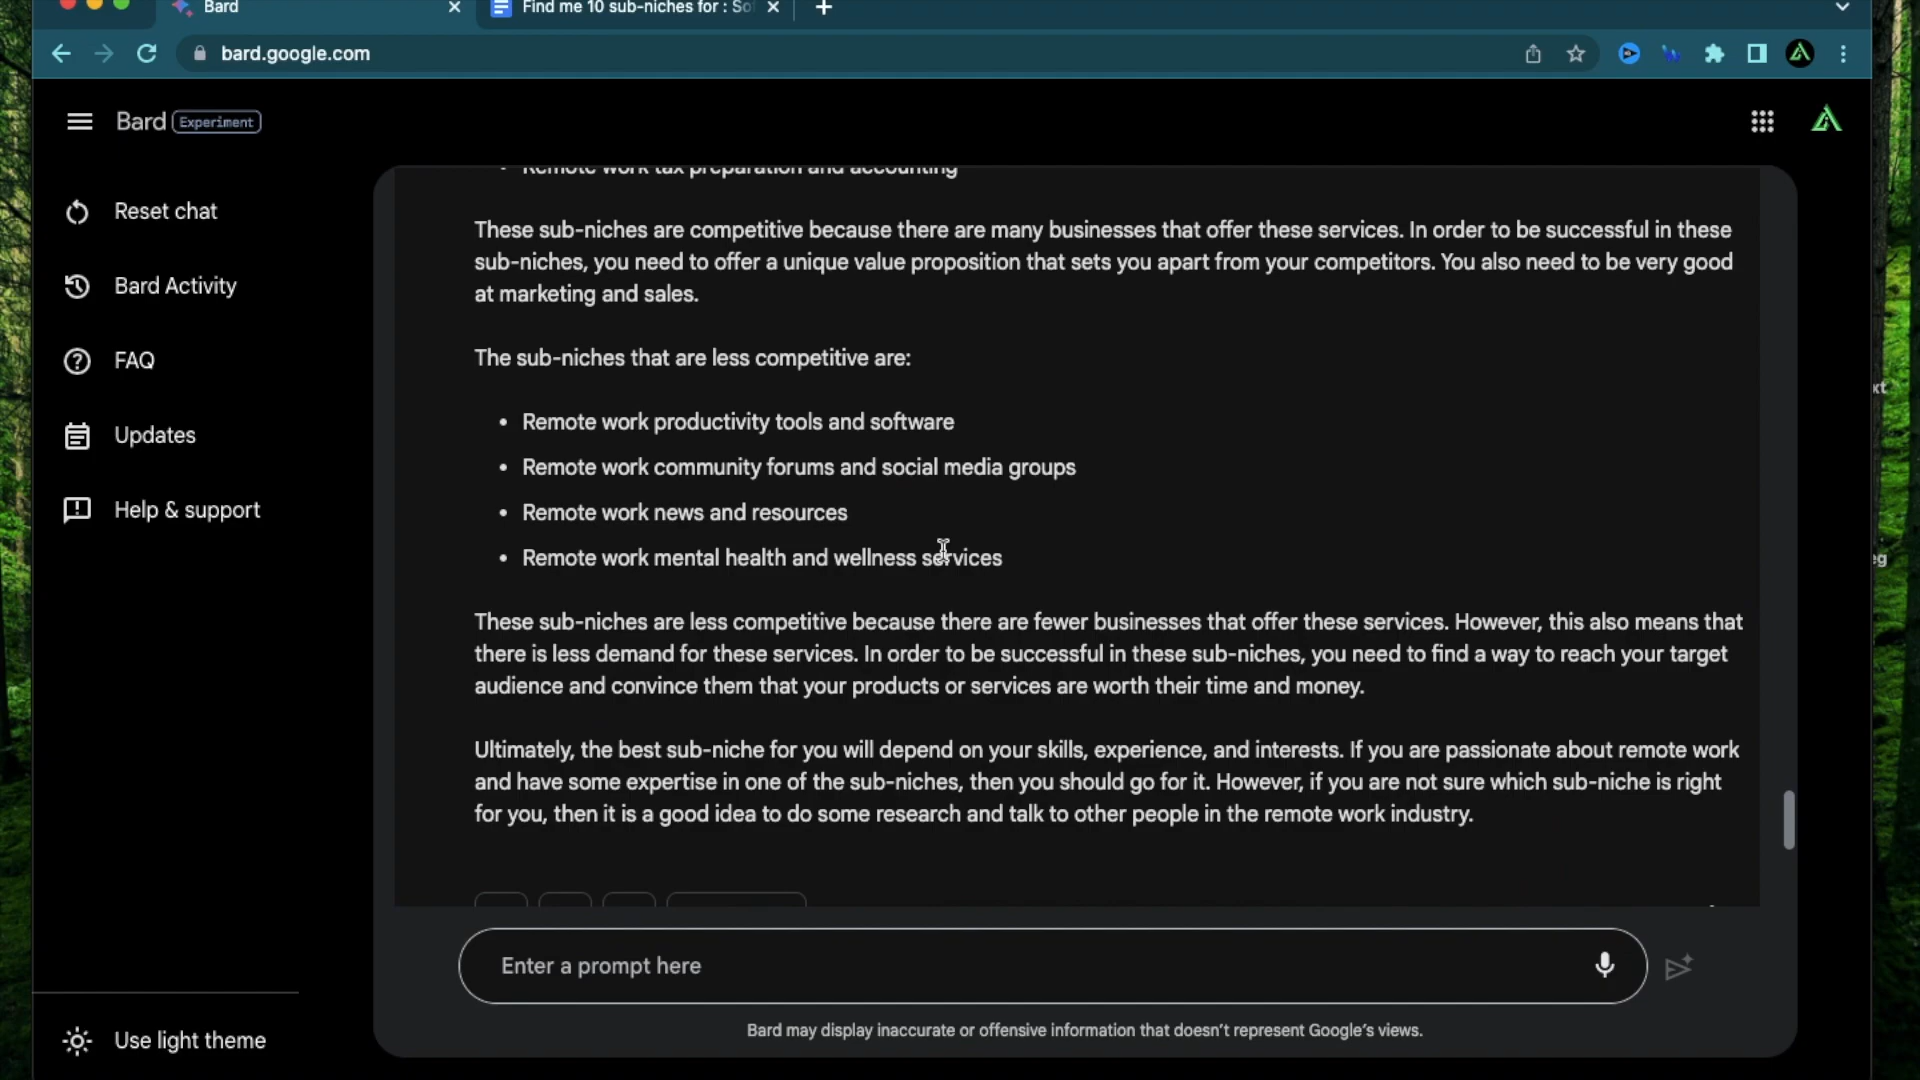 Bard
Find me 10 sub-niches for : So
bard.google.com
Bard Experiment
Reset chat
Bard Activity
FAQ
Updates
Help & support
Use light theme
• Remote work tax preparation and accounting
These sub-niches are competitive because there are many businesses that offer these services. In order to be successful in these
sub-niches, you need to offer a unique value proposition that sets you apart from your competitors. You also need to be very good
at marketing and sales.
The sub-niches that are less competitive are:
• Remote work productivity tools and software
• Remote work community forums and social media groups
• Remote work news and resources
• Remote work mental health and wellness services
These sub-niches are less competitive because there are fewer businesses that offer these services. However, this also means that
there is less demand for these services. In order to be successful in these sub-niches, you need to find a way to reach your target
audience and convince them that your products or services are worth their time and money.
Ultimately, the best sub-niche for you will depend on your skills, experience, and interests. If you are passionate about remote work
and have some expertise in one of the sub-niches, then you should go for it. However, if you are not sure which sub-niche is right
for you, then it is a good idea to do some research and talk to other people in the remote work industry.
Enter a prompt here
Bard may display inaccurate or offensive information that doesn't represent Google's views.
xt
eg